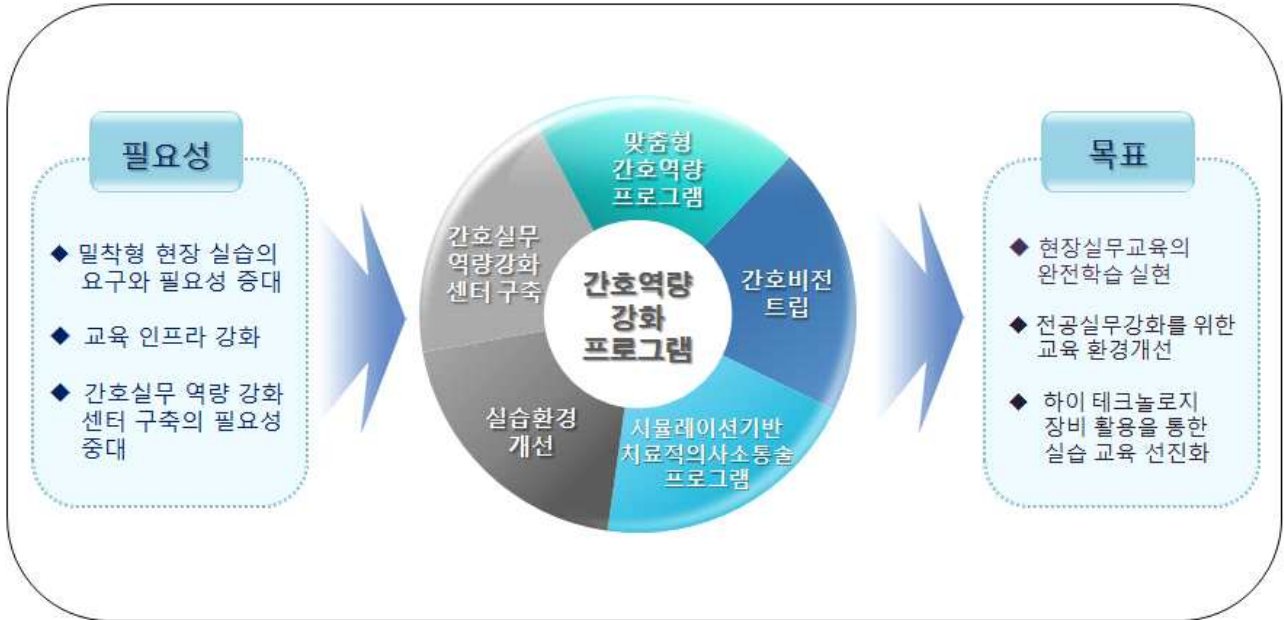 필요성
◆ 밀착형 현장 실습의
요구와 필요성 증대
◆ 교육 인프라 강화
◆ 간호실무 역량 강화
센터 구축의 필요성
증대
맞춤형
간호역량
프로그램
간호비전
트립
시뮬레이션기반
치료적의사소통술
프로그램
실습환경
개선
간호실무
역량강화
센터 구축
간호역량
강화
프로그램
목표
◆ 현장실무교육의
완전학습 실현
◆ 전공실무강화를 위한
교육 환경개선
◆ 하이 테크놀로지
장비 활용을 통한
실습 교육 선진화